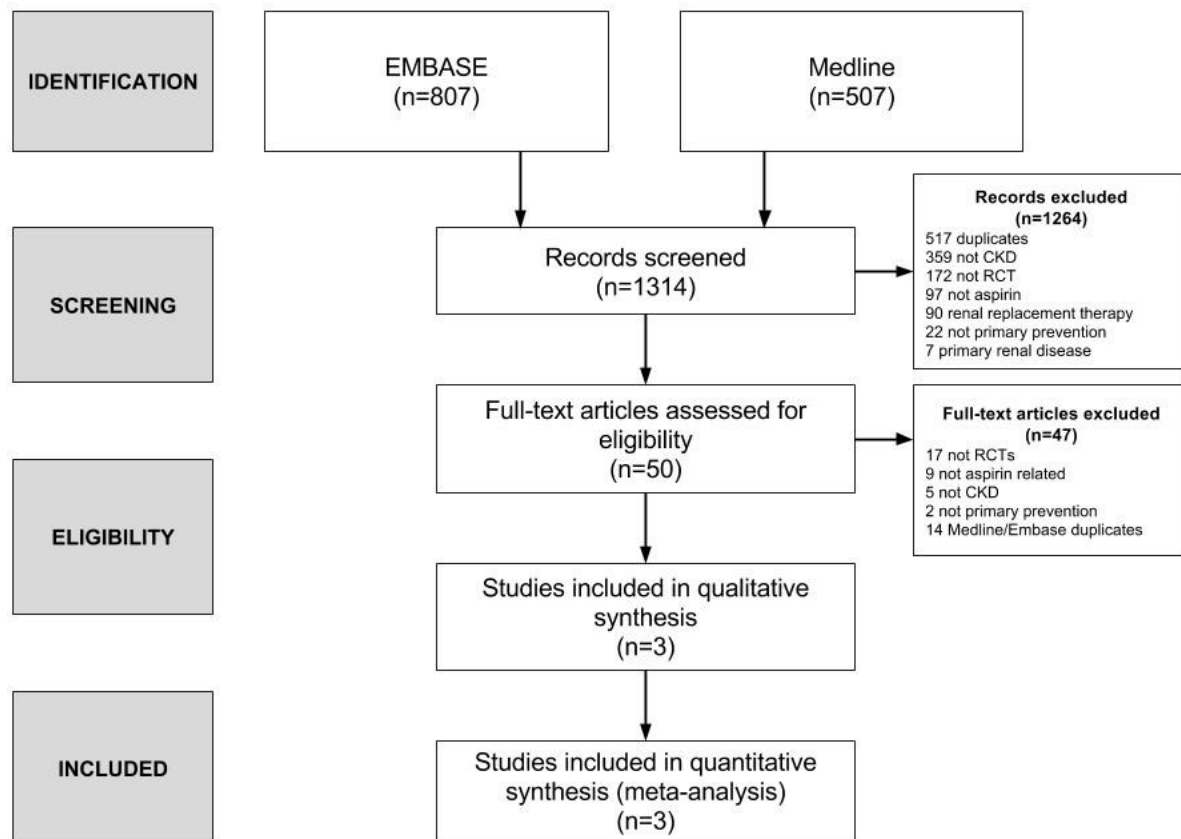 IDENTIFICATION
EMBASE
(n=807)
Medline
(n=507)
SCREENING
Records screened
(n=1314)
Records excluded
(n=1264)
517 duplicates
359 not CKD
172 not RCT
97 not aspirin
90 renal replacement therapy
22 not primary prevention
7 primary renal disease
ELIGIBILITY
Full-text articles assessed for
eligibility
(n=50)
Full-text articles excluded
(n=47)
17 not RCTs
9 not aspirin related
5 not CKD
2 not primary prevention
14 Medline/Embase duplicates
Studies included in qualitative
synthesis
(n=3)
INCLUDED
Studies included in quantitative
synthesis (meta-analysis)
(n=3)